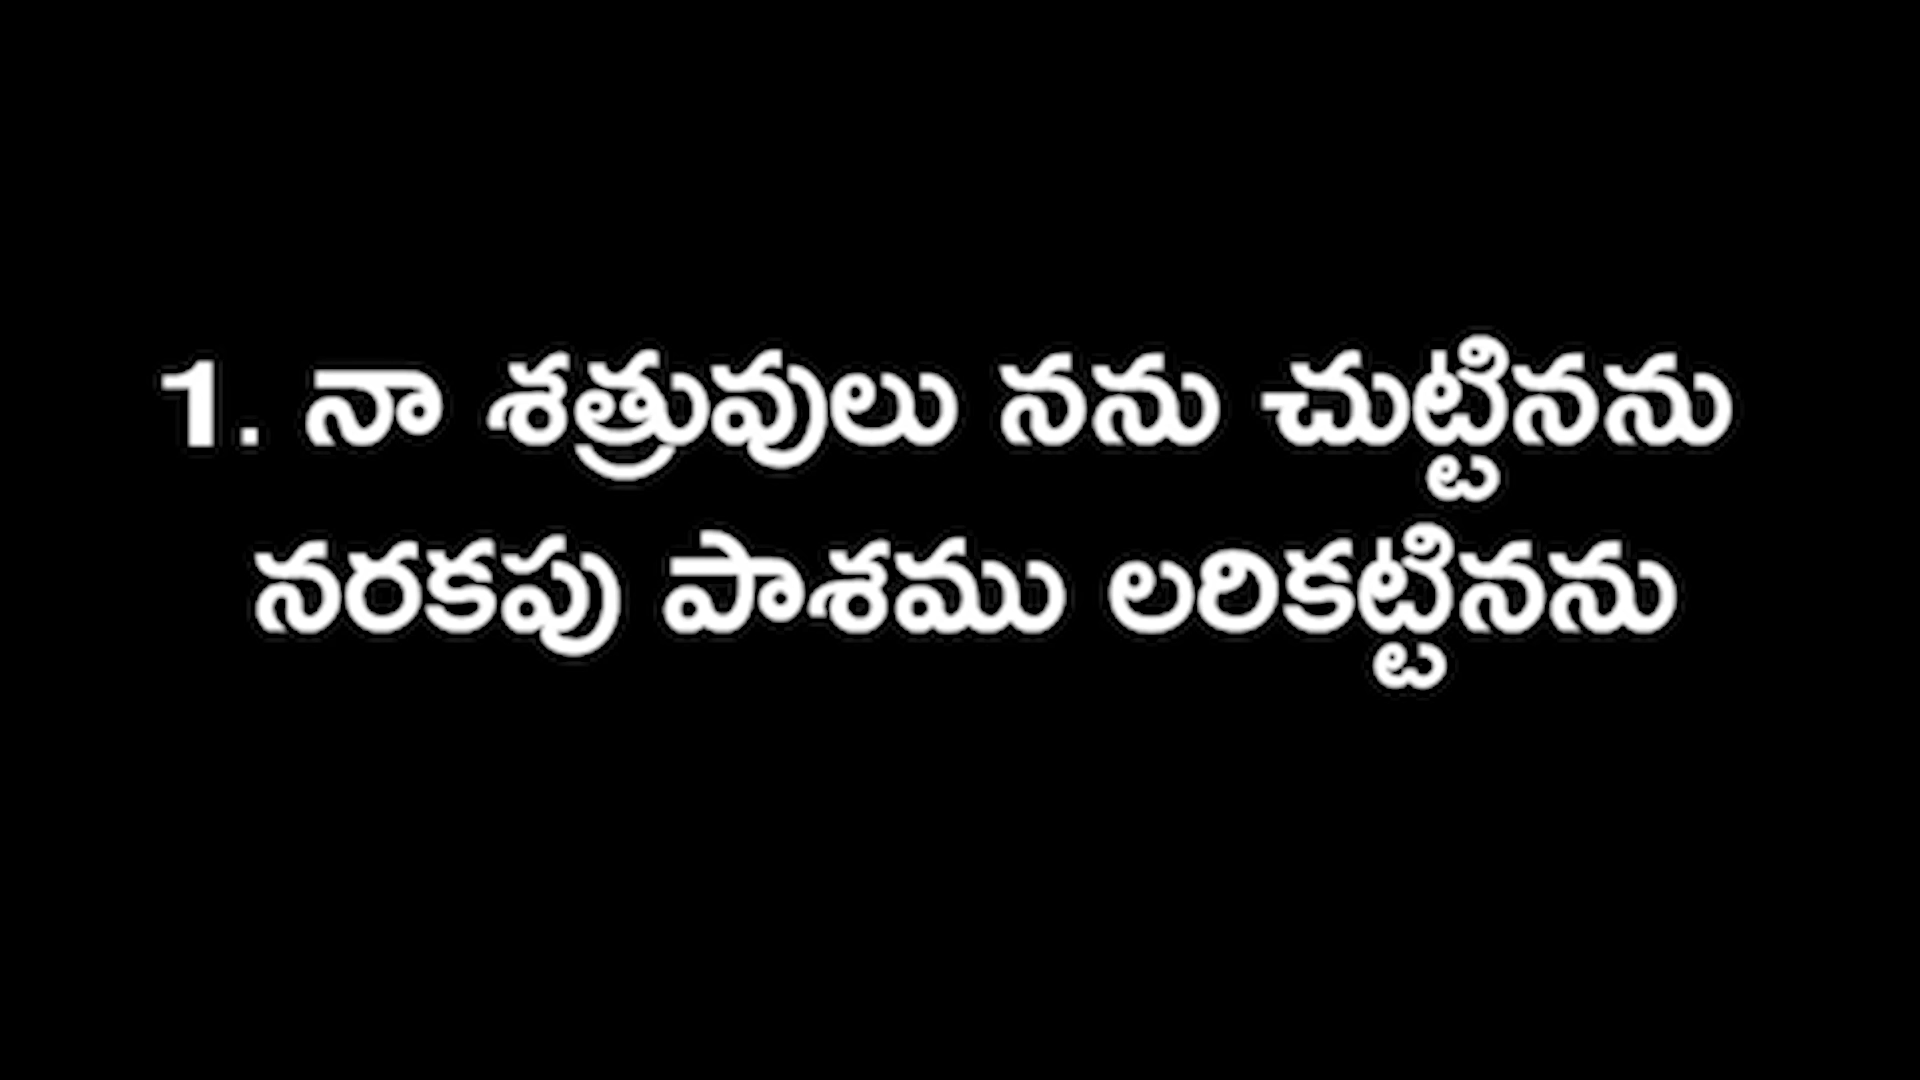 1. నా శత్రువులు నను చుట్టినను
నరకపు పాశము లరికట్టినను